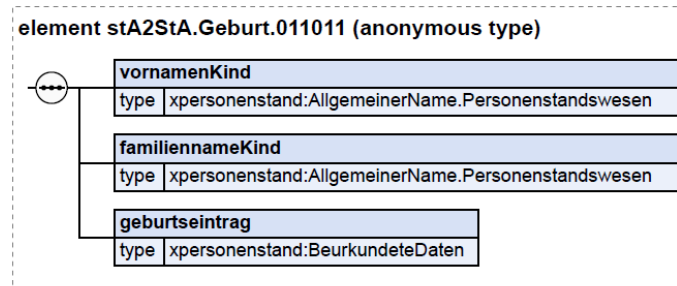 element stA2StA.Geburt.011011 (anonymous type)
vornamenKind
type xpersonenstand:AllgemeinerName.Personenstandswesen
familiennameKind
type xpersonenstand:AllgemeinerName.Personenstandswesen
geburtseintrag
type xpersonenstand:BeurkundeteDaten